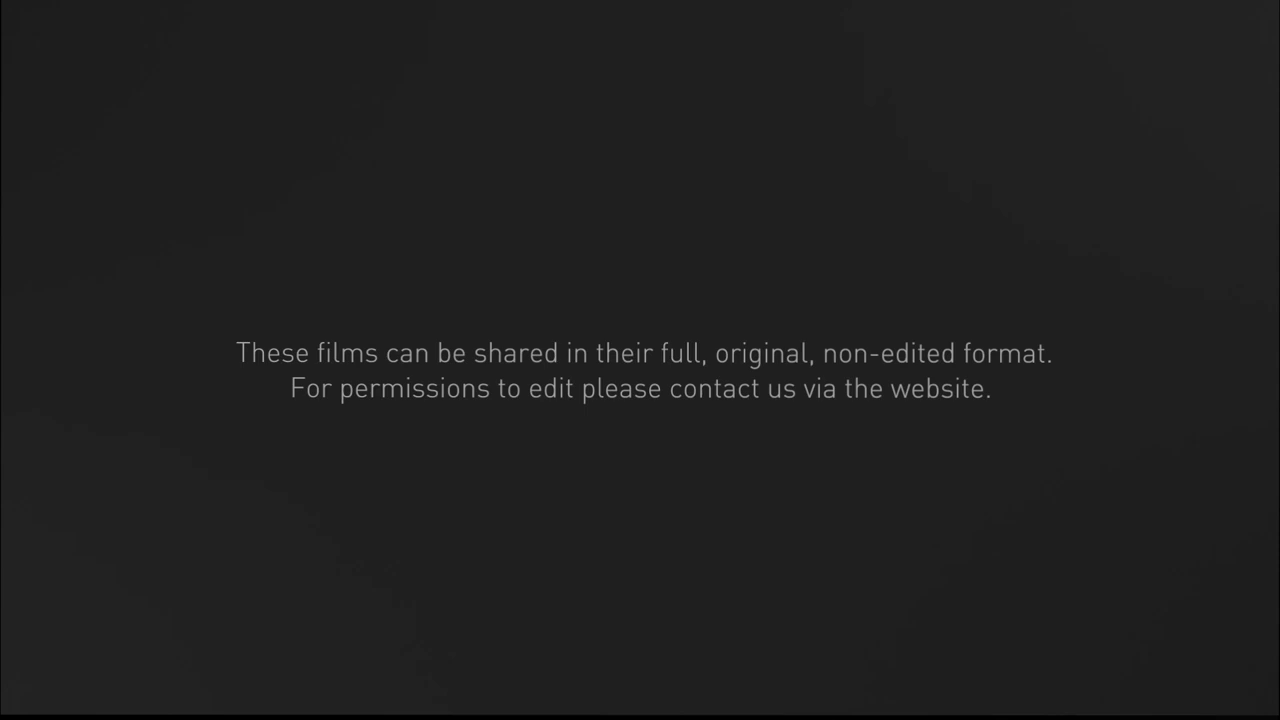 These films can be shared in their full, original, non-edited format.
For permissions to edit please contact us via the website.